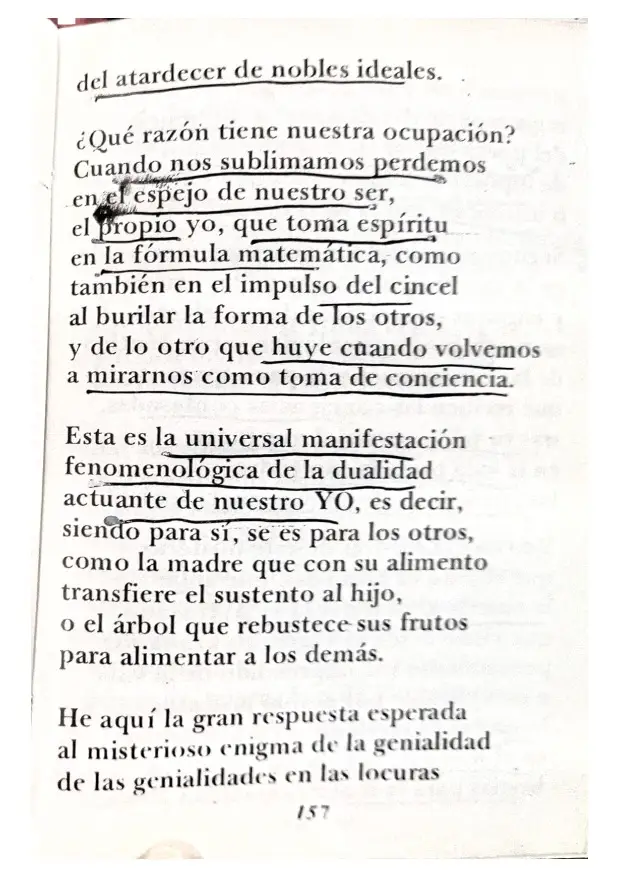 del atardecer de nobles ideales.
¿Qué razón tiene nuestra ocupación?
Cuando nos sublimamos perdemos
en el espejo de nuestro ser,
el propio yo, que toma espíritu
en la fórmula matemática, como
también en el impulso del cincel
al burilar la forma de los otros,
y de lo otro que huye cuando volvemos
a mirarnos como toma de conciencia.
Esta es la universal manifestación
fenomenológica de la dualidad
actuante de nuestro YO, es decir,
siendo para sí, se es para los otros,
como la madre que con su alimento
transfiere el sustento al hijo,
o el árbol que rebustece sus frutos
para alimentar a los demás.
He aquí la gran respuesta esperada
al misterioso enigma de la genialidad
de las genialidades en las locuras
157